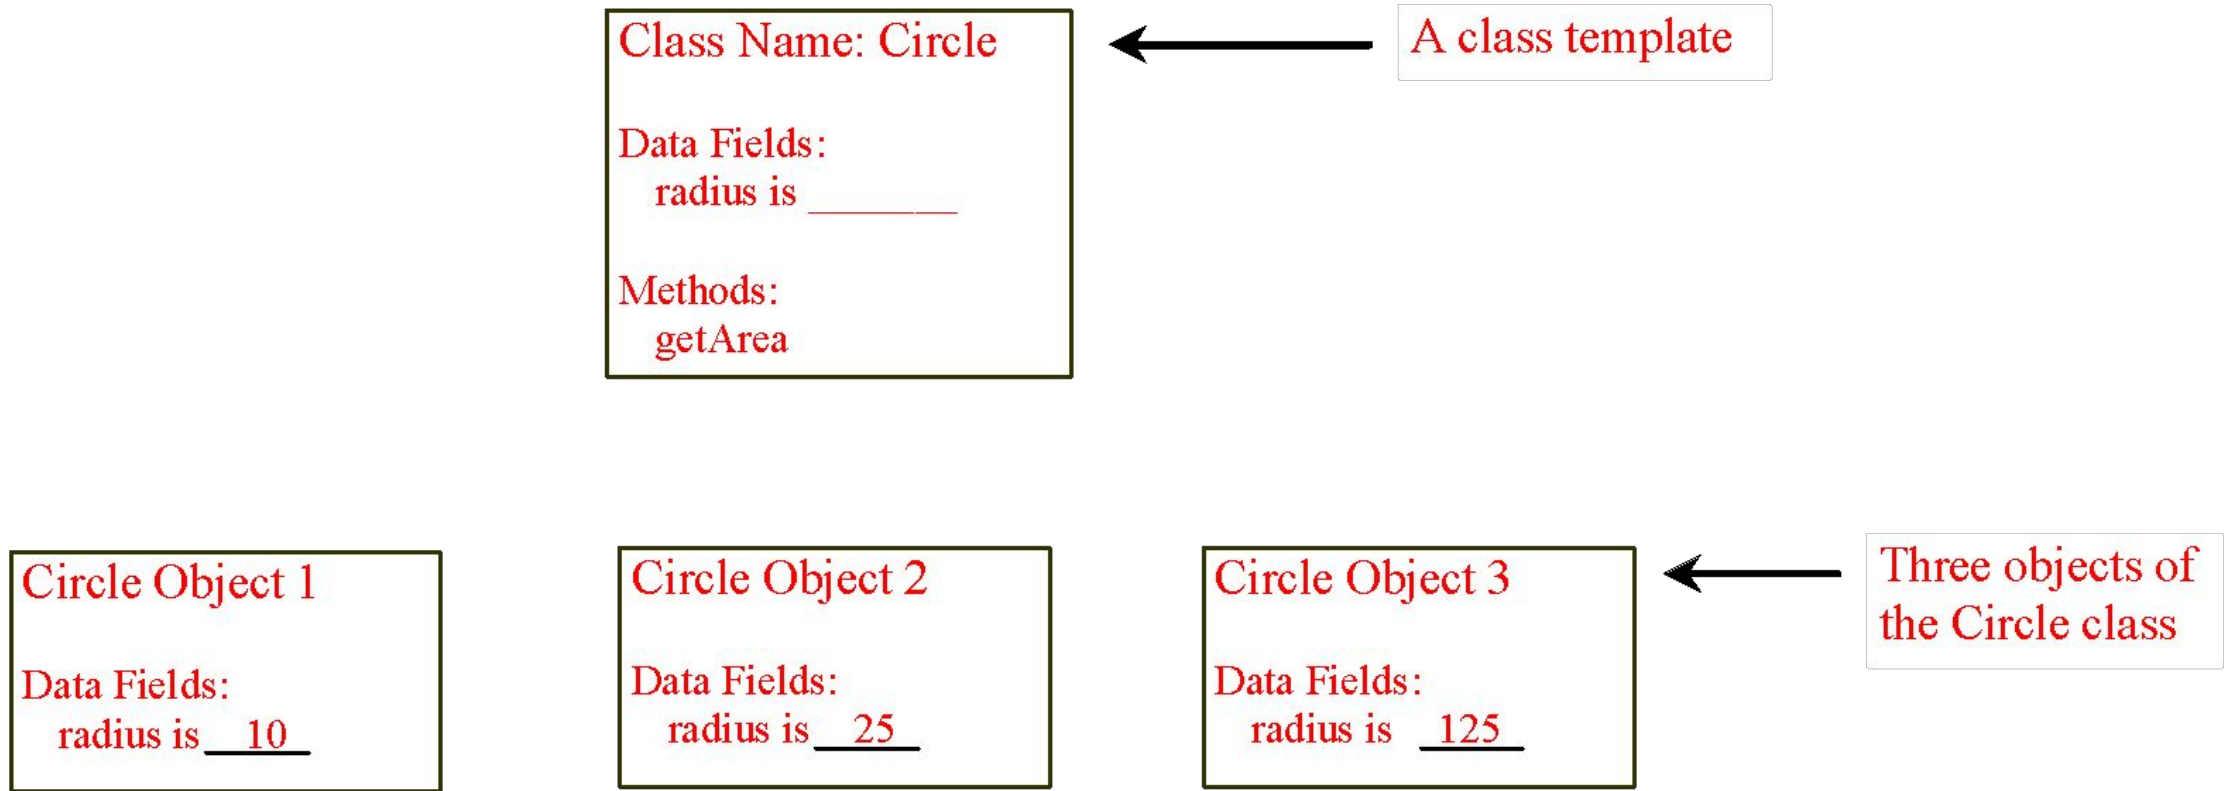 Class Name: Circle
A class template
Data Fields:
radius is _______
Methods:
getArea
Circle Object 1
Data Fields:
radius is 10
Circle Object 2
Data Fields:
radius is 25
Circle Object 3
Data Fields:
radius is 125
Three objects of
the Circle class